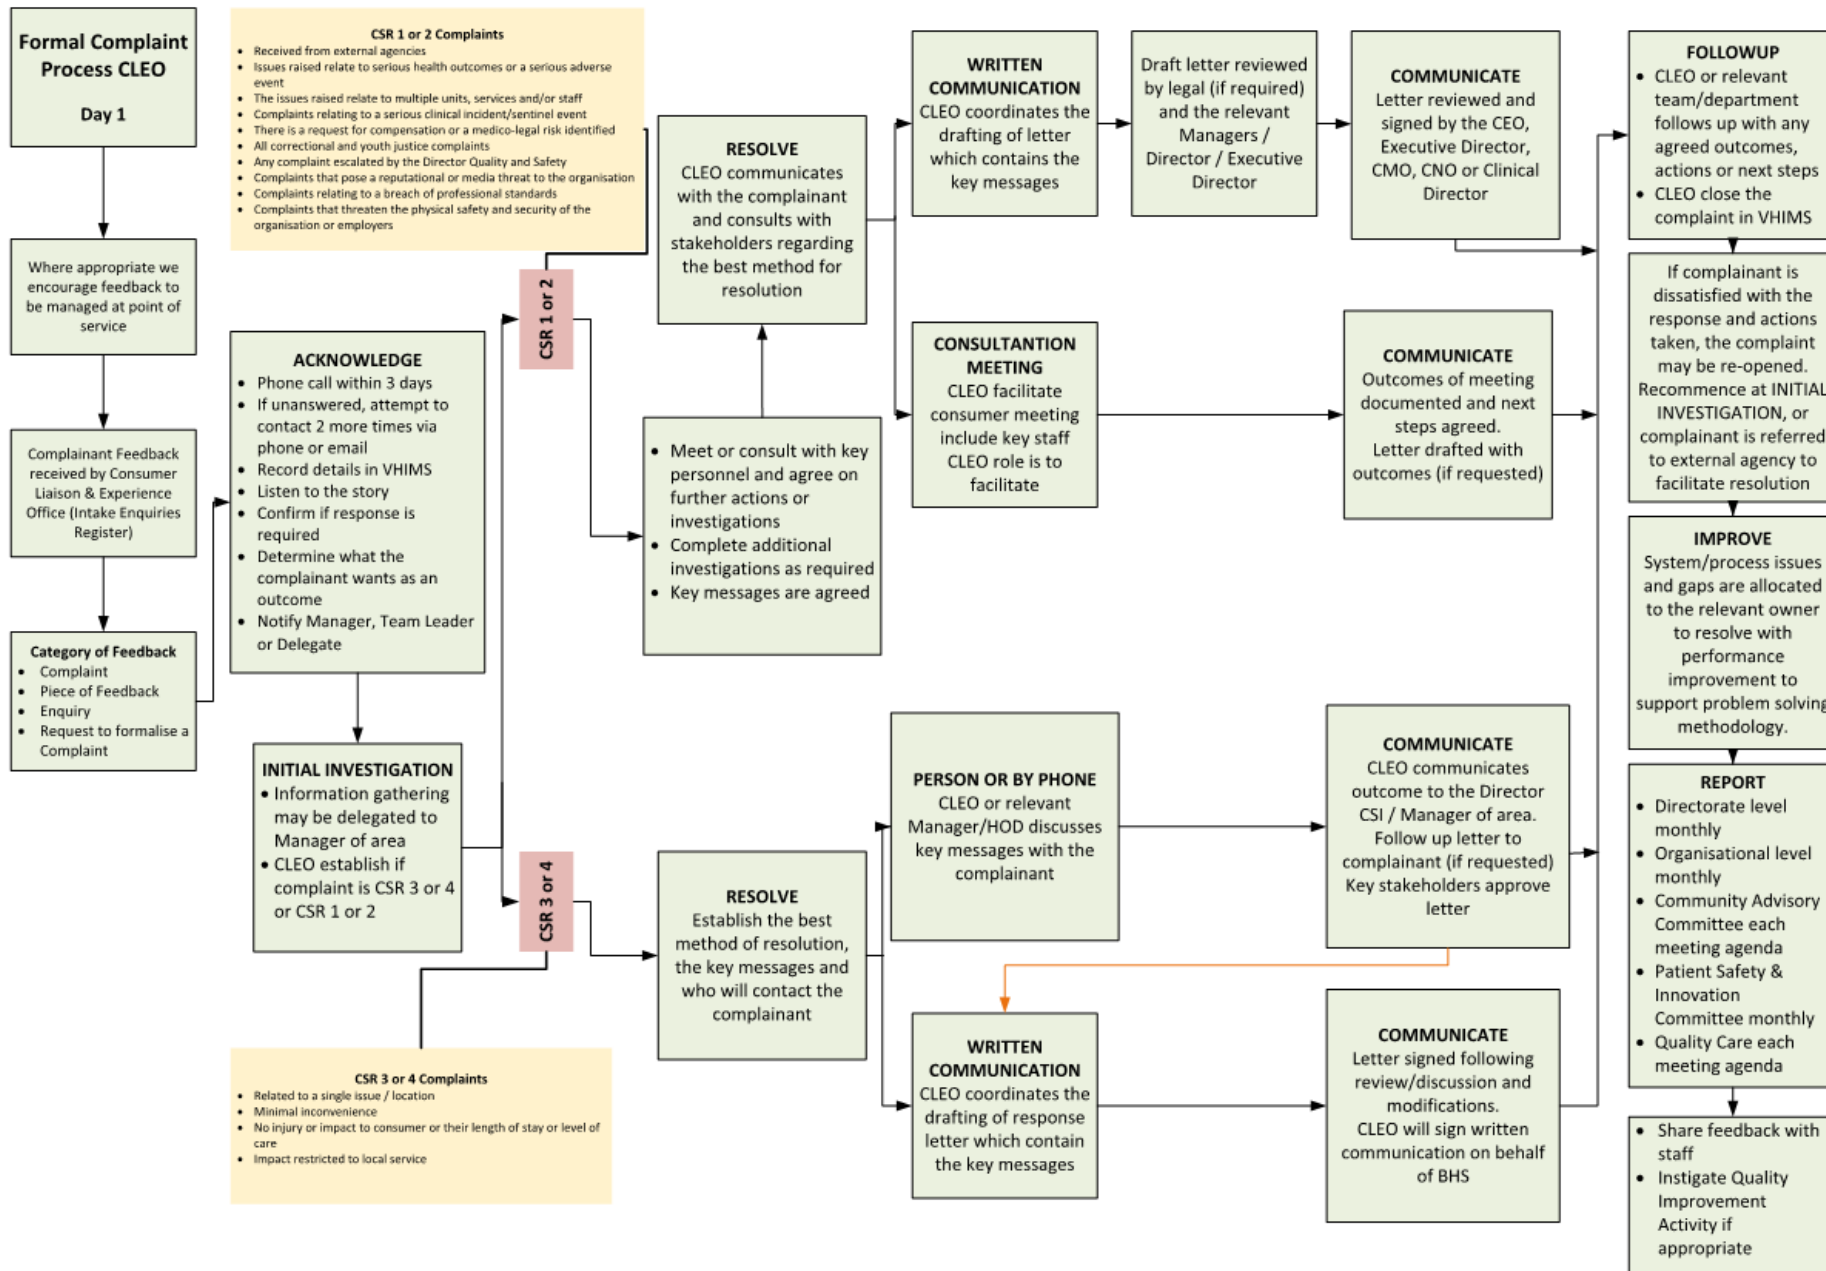 Formal Complaint
Process CLEO
Day 1
Where appropriate we
encourage feedback to
be managed at point of
service
Complainant Feedback
received by Consumer
Liaison & Experience
Office (Intake Enquiries
Register)
Category of Feedback
• Complaint
• Piece of Feedback
• Enquiry
• Request to formalise a
Complaint
CSR 1 or 2 Complaints
• Received from external agencies
• Issues raised relate to serious health outcomes or a serious adverse
event
• The issues raised relate to multiple units, services and/or staff
• Complaints relating to a serious clinical incident/sentinel event
• There is a request for compensation or a medico-legal risk identified
• All correctional and youth justice complaints
• Any complaint escalated by the Director Quality and Safety
• Complaints that pose a reputational or media threat to the organisation
• Complaints relating to a breach of professional standards
• Complaints that threaten the physical safety and security of the
organisation or employers
ACKNOWLEDGE
• Phone call within 3 days
• If unanswered, attempt to
contact 2 more times via
phone or email
• Record details in VHIMS
• Listen to the story
• Confirm if response is
required
• Determine what the
complainant wants as an
outcome
• Notify Manager, Team Leader
or Delegate
INITIAL INVESTIGATION
• Information gathering
may be delegated to
Manager of area
• CLEO establish if
complaint is CSR 3 or 4
or CSR 1 or 2
CSR 3 or 4 Complaints
• Related to a single issue / location
• Minimal inconvenience
• No injury or impact to consumer or their length of stay or level of
care
• Impact restricted to local service
CSR 1 or 2
CSR 3 or 4
RESOLVE
CLEO communicates
with the complainant
and consults with
stakeholders regarding
the best method for
resolution
• Meet or consult with key
personnel and agree on
further actions or
investigations
• Complete additional
investigations as required
• Key messages are agreed
RESOLVE
Establish the best
method of resolution,
the key messages and
who will contact the
complainant
WRITTEN
COMMUNICATION
CLEO coordinates the
drafting of letter
which contains the
key messages
Draft letter reviewed
by legal (if required)
and the relevant
Managers /
Director / Executive
Director
COMMUNICATE
Letter reviewed and
signed by the CEO,
Executive Director,
CMO, CNO or Clinical
Director
CONSULTANTION
MEETING
CLEO facilitate
consumer meeting
include key staff
CLEO role is to
facilitate
COMMUNICATE
Outcomes of meeting
documented and next
steps agreed.
Letter drafted with
outcomes (if requested)
PERSON OR BY PHONE
CLEO or relevant
Manager/HOD discusses
key messages with the
complainant
COMMUNICATE
CLEO communicates
outcome to the Director
CSI / Manager of area.
Follow up letter to
complainant (if requested)
Key stakeholders approve
letter
WRITTEN
COMMUNICATION
CLEO coordinates the
drafting of response
letter which contain
the key messages
COMMUNICATE
Letter signed following
review/discussion and
modifications.
CLEO will sign written
communication on behalf
of BHS
FOLLOWUP
• CLEO or relevant
team/department
follows up with any
agreed outcomes,
actions or next steps
• CLEO close the
complaint in VHIMS
If complainant is
dissatisfied with the
response and actions
taken, the complaint
may be re-opened.
Recommence at INITIAL
INVESTIGATION, or
complainant is referred
to external agency to
facilitate resolution
IMPROVE
System/process issues
and gaps are allocated
to the relevant owner
to resolve with
performance
improvement to
support problem solving
methodology.
REPORT
• Directorate level
monthly
• Organisational level
monthly
• Community Advisory
Committee each
meeting agenda
• Patient Safety &
Innovation
Committee monthly
• Quality Care each
meeting agenda
• Share feedback with
staff
• Instigate Quality
Improvement
Activity if
appropriate